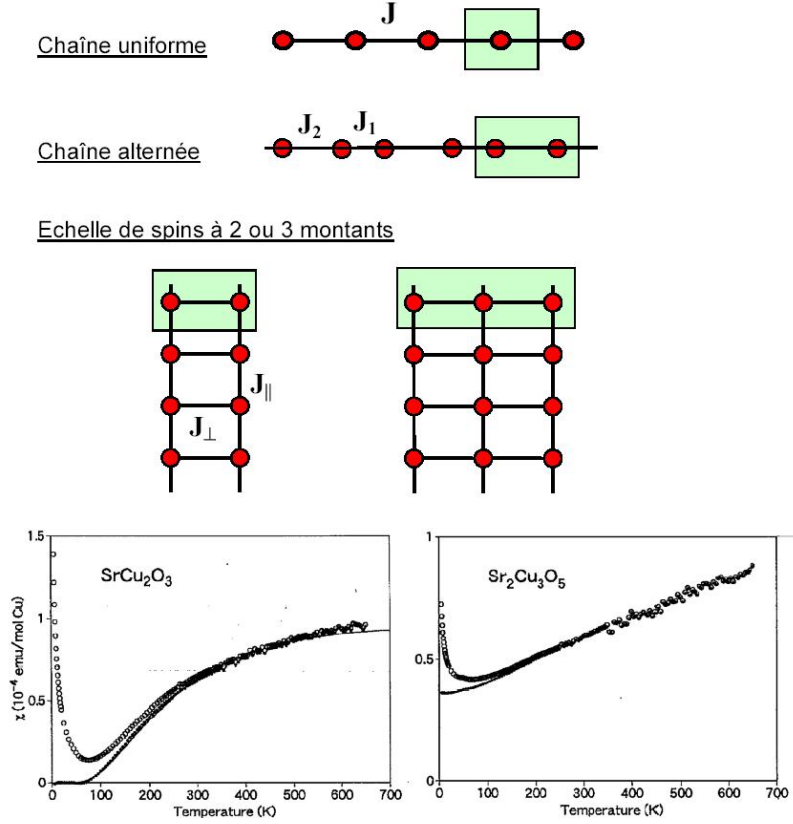 J
Chaîne uniforme
J₂ J₁
Chaîne alternée
Echelle de spins à 2 ou 3 montants
J∥
J⊥
1.5
1
0.5
0
χ (10⁻⁴ emu/mol Cu)
SrCu₂O₃
0 100 200 300 400 500 600 700
Temperature (K)
1
0.5
0
Sr₂Cu₃O₅
0 100 200 300 400 500 600 700
Temperature (K)